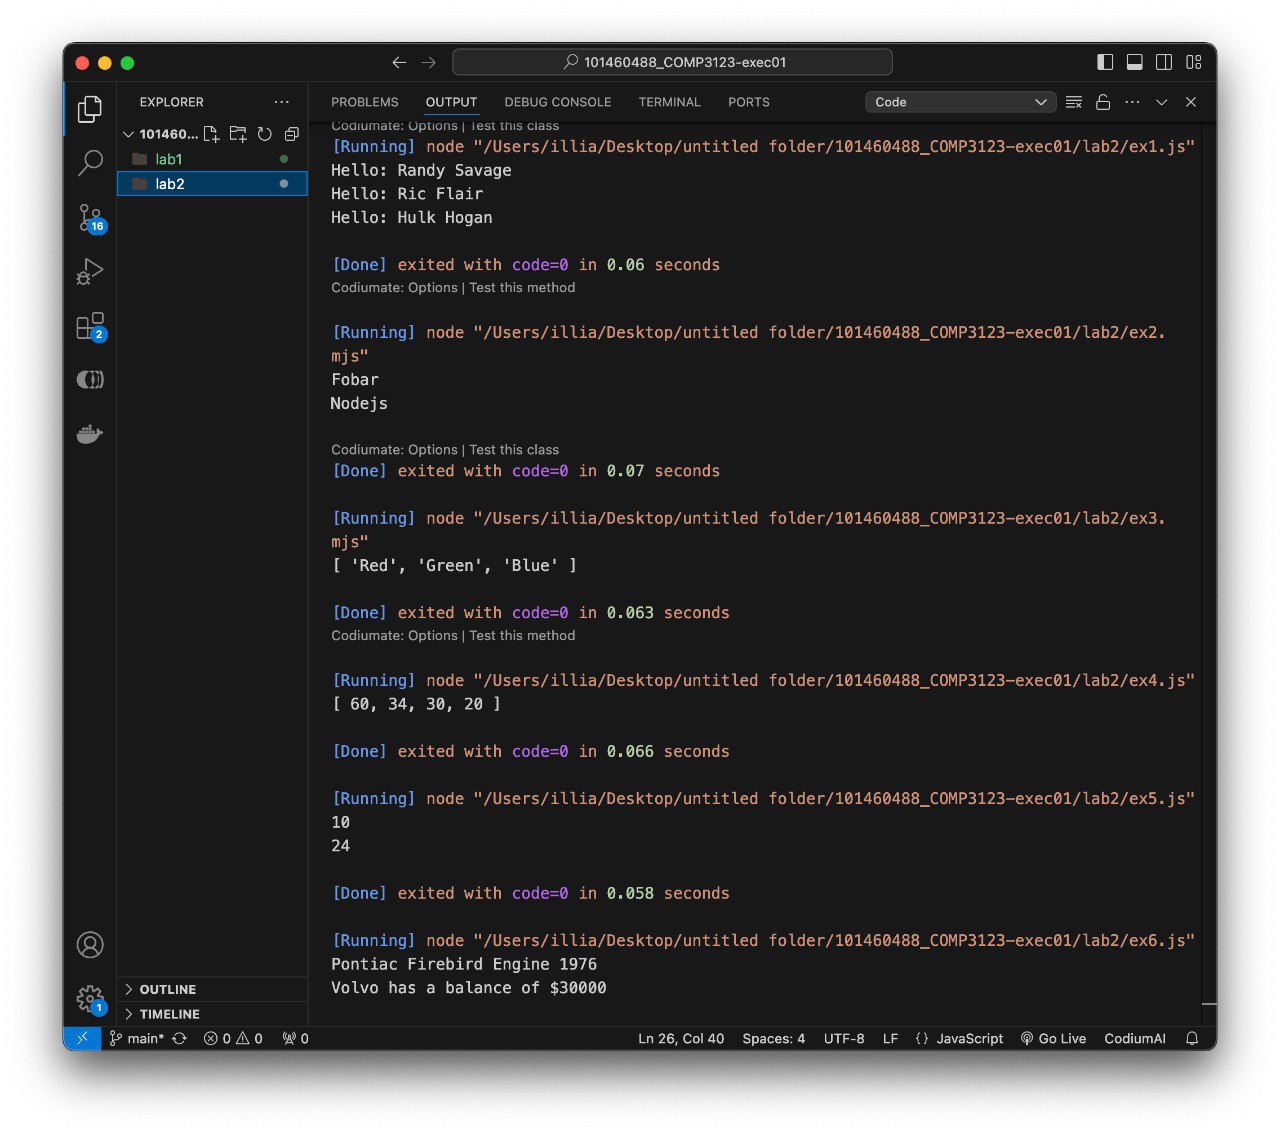 101460488_COMP3123-exec01
EXPLORER
101460...
lab1
lab2
16
2
1
OUTLINE
TIMELINE
PROBLEMS OUTPUT DEBUG CONSOLE TERMINAL PORTS Code
Codiumate: Options | Test this class
[Running] node "/Users/illia/Desktop/untitled folder/101460488_COMP3123-exec01/lab2/ex1.js"
Hello: Randy Savage
Hello: Ric Flair
Hello: Hulk Hogan
[Done] exited with code=0 in 0.06 seconds
Codiumate: Options | Test this method
[Running] node "/Users/illia/Desktop/untitled folder/101460488_COMP3123-exec01/lab2/ex2.
mjs"
Fobar
Nodejs
Codiumate: Options | Test this class
[Done] exited with code=0 in 0.07 seconds
[Running] node "/Users/illia/Desktop/untitled folder/101460488_COMP3123-exec01/lab2/ex3.
mjs"
[ 'Red', 'Green', 'Blue' ]
[Done] exited with code=0 in 0.063 seconds
Codiumate: Options | Test this method
[Running] node "/Users/illia/Desktop/untitled folder/101460488_COMP3123-exec01/lab2/ex4.js"
[ 60, 34, 30, 20 ]
[Done] exited with code=0 in 0.066 seconds
[Running] node "/Users/illia/Desktop/untitled folder/101460488_COMP3123-exec01/lab2/ex5.js"
10
24
[Done] exited with code=0 in 0.058 seconds
[Running] node "/Users/illia/Desktop/untitled folder/101460488_COMP3123-exec01/lab2/ex6.js"
Pontiac Firebird Engine 1976
Volvo has a balance of $30000
main* 0 0 0 Ln 26, Col 40 Spaces: 4 UTF-8 LF {} JavaScript Go Live CodiumAI